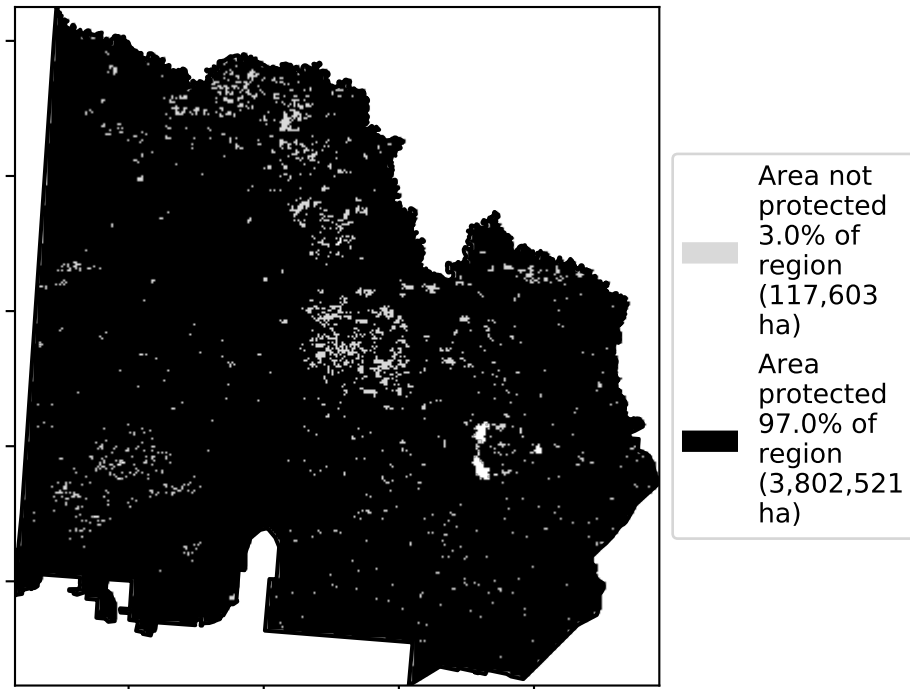 Area not
protected
3.0% of
region
(117,603
ha)
Area
protected
97.0% of
region
(3,802,521
ha)